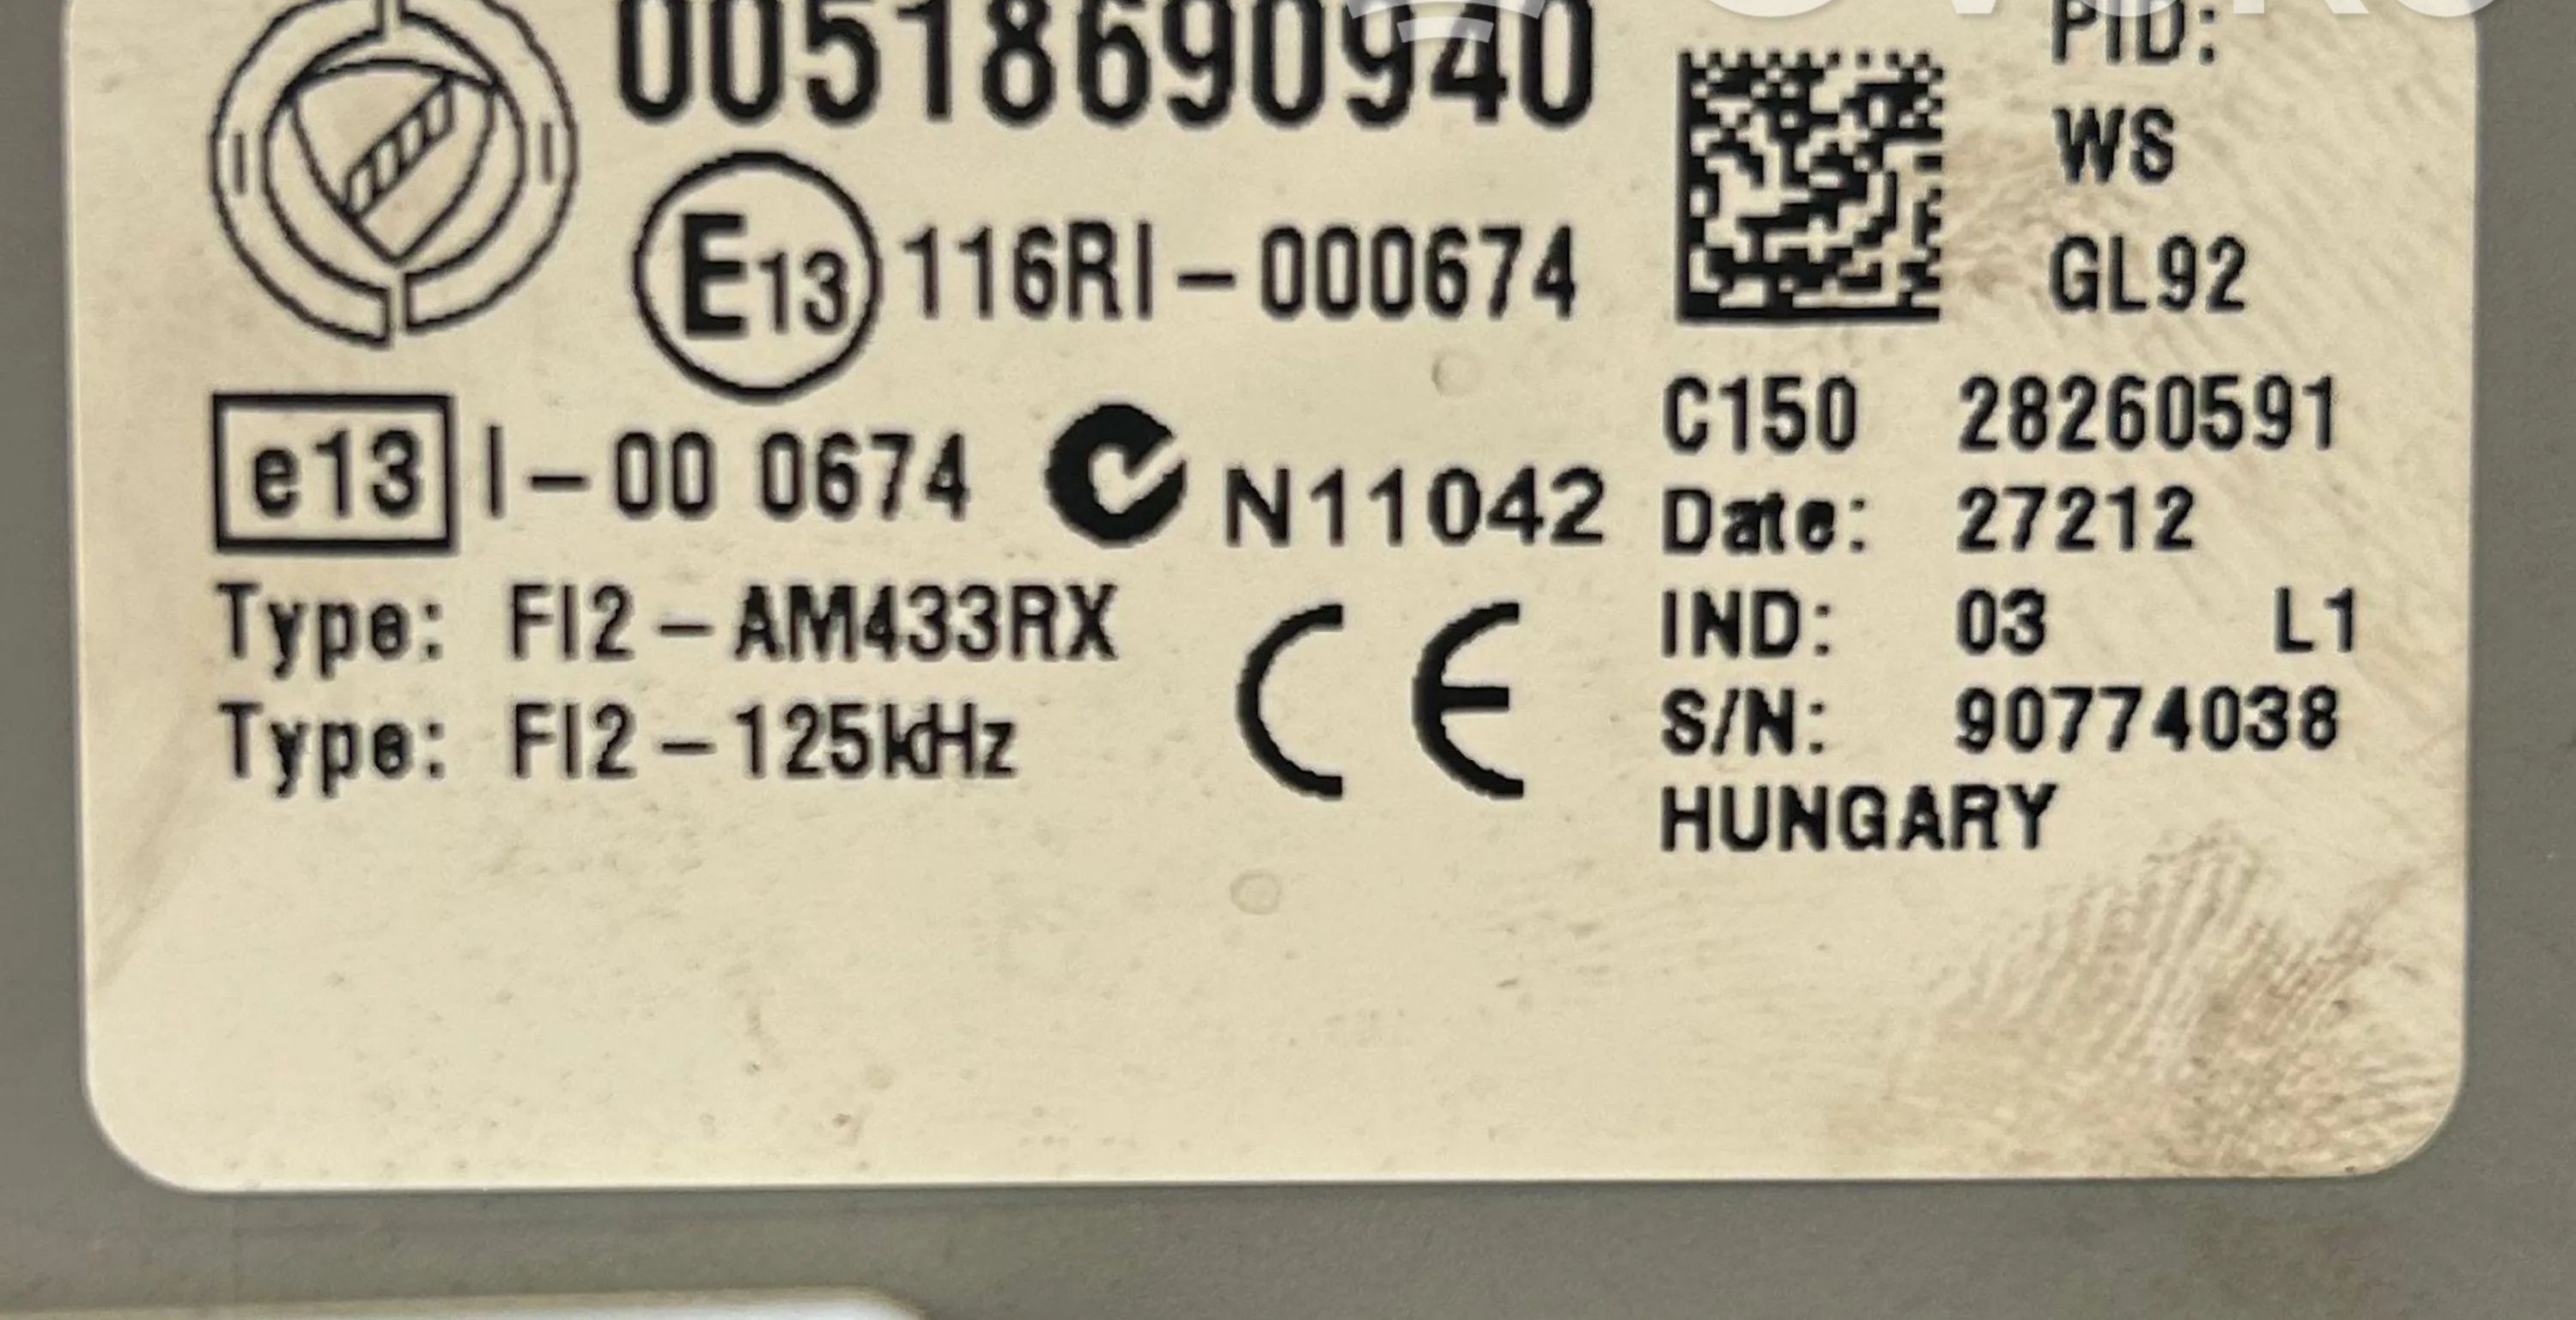 00518690940
PID:
WS
E13 116RI-000674
GL92
e13 I-00 0674 N11042
C150 28260591
Date: 27212
Type: FI2-AM433RX
IND: 03 L1
Type: FI2-125kHz
CE
S/N: 90774038
HUNGARY